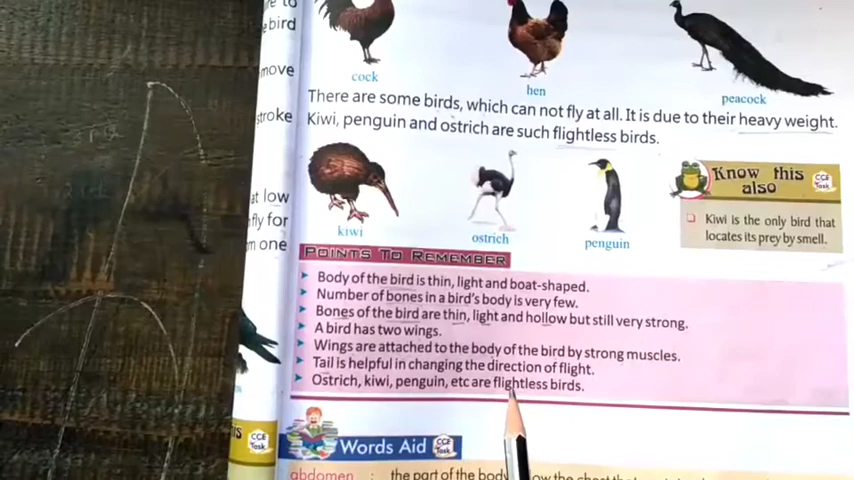 bird
move
stroke
at low
fly for
m one
cock
hen
peacock
There are some birds, which can not fly at all. It is due to their heavy weight.
Kiwi, penguin and ostrich are such flightless birds.
kiwi
ostrich
penguin
Know this
also
CCE
Task
Kiwi is the only bird that
locates its prey by smell.
POINTS TO REMEMBER
Body of the bird is thin, light and boat-shaped.
Number of bones in a bird's body is very few.
Bones of the bird are thin, light and hollow but still very strong.
A bird has two wings.
Wings are attached to the body of the bird by strong muscles.
Tail is helpful in changing the direction of flight.
Ostrich, kiwi, penguin, etc are flightless birds.
CCE
Task
Words Aid
CCE
Task
abdomen : the part of the body